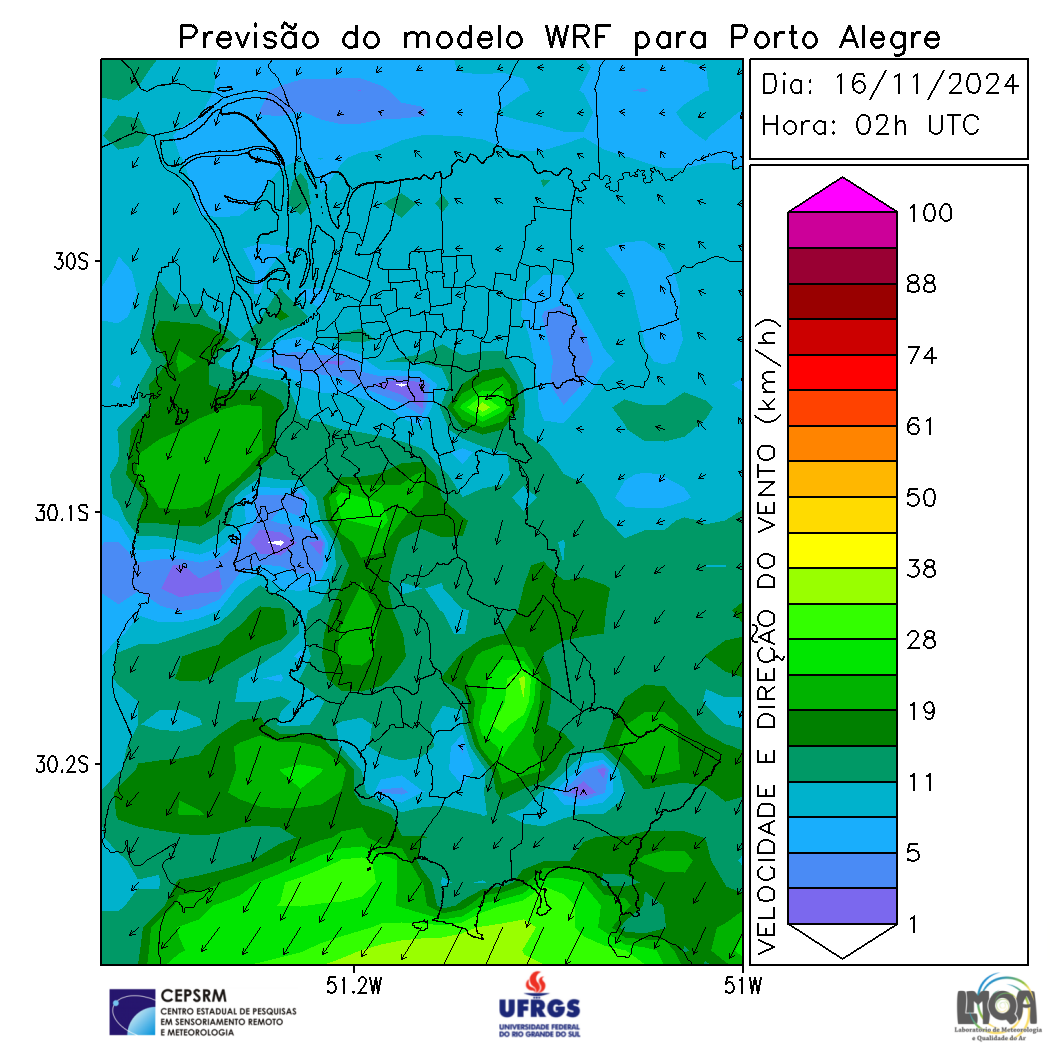 Previsão do modelo WRF para Porto Alegre
Dia: 16/11/2024
Hora: 02h UTC
30S
30.1S
30.2S
51.2W
51W
VELOCIDADE E DIREÇÃO DO VENTO (km/h)
100
88
74
61
50
38
28
19
11
5
1
CEPSRM
CENTRO ESTADUAL DE PESQUISAS
EM SENSORIAMENTO REMOTO
E METEOROLOGIA
UFRGS
UNIVERSIDADE FEDERAL
DO RIO GRANDE DO SUL
LMQA
Laboratório de Meteorologia
e Qualidade do Ar